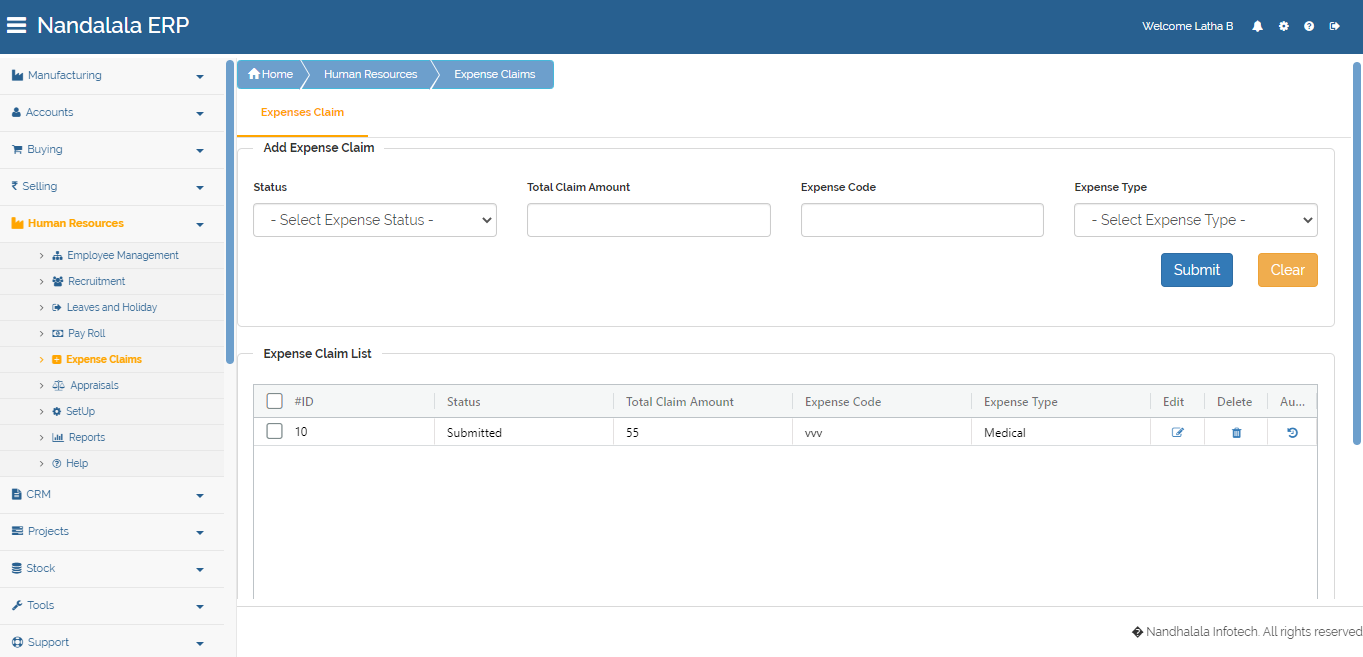 Nandalala ERP
Welcome Latha B
Manufacturing
Accounts
Buying
Selling
Human Resources
Employee Management
Recruitment
Leaves and Holiday
Pay Roll
Expense Claims
Appraisals
SetUp
Reports
Help
CRM
Projects
Stock
Tools
Support
Home Human Resources Expense Claims
Expenses Claim
Add Expense Claim
Status Total Claim Amount Expense Code Expense Type
- Select Expense Status - - Select Expense Type -
Submit Clear
Expense Claim List
#ID Status Total Claim Amount Expense Code Expense Type Edit Delete Au...
10 Submitted 55 vvv Medical
� Nandhalala Infotech. All rights reserved